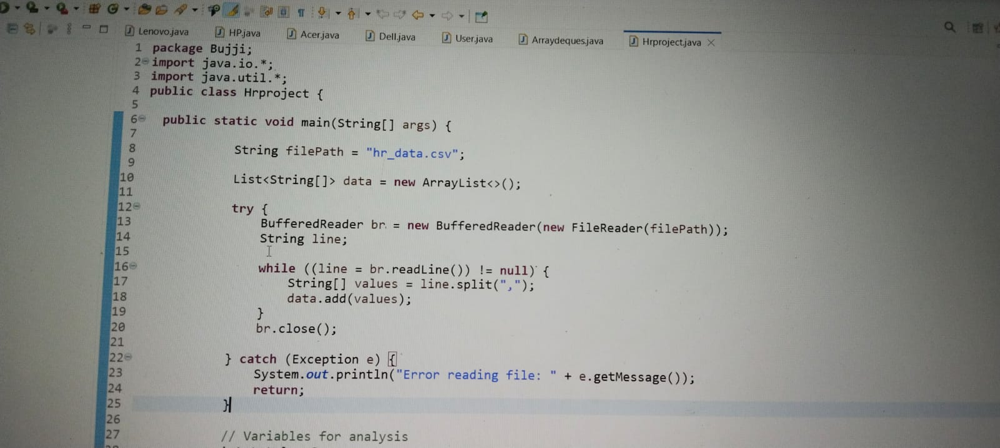 Lenovo.java HP.java Acer.java Dell.java User.java Arraydeques.java Hrproject.java
1 package Bujji;
2 import java.io.*;
3 import java.util.*;
4 public class Hrproject {
5
6 public static void main(String[] args) {
7
8 String filePath = "hr_data.csv";
9
10 List<String[]> data = new ArrayList<>();
11
12 try {
13 BufferedReader br = new BufferedReader(new FileReader(filePath));
14 String line;
15
16 while ((line = br.readLine()) != null) {
17 String[] values = line.split(",");
18 data.add(values);
19 }
20 br.close();
21
22 } catch (Exception e) {
23 System.out.println("Error reading file: " + e.getMessage());
24 return;
25 }
26
27 // Variables for analysis